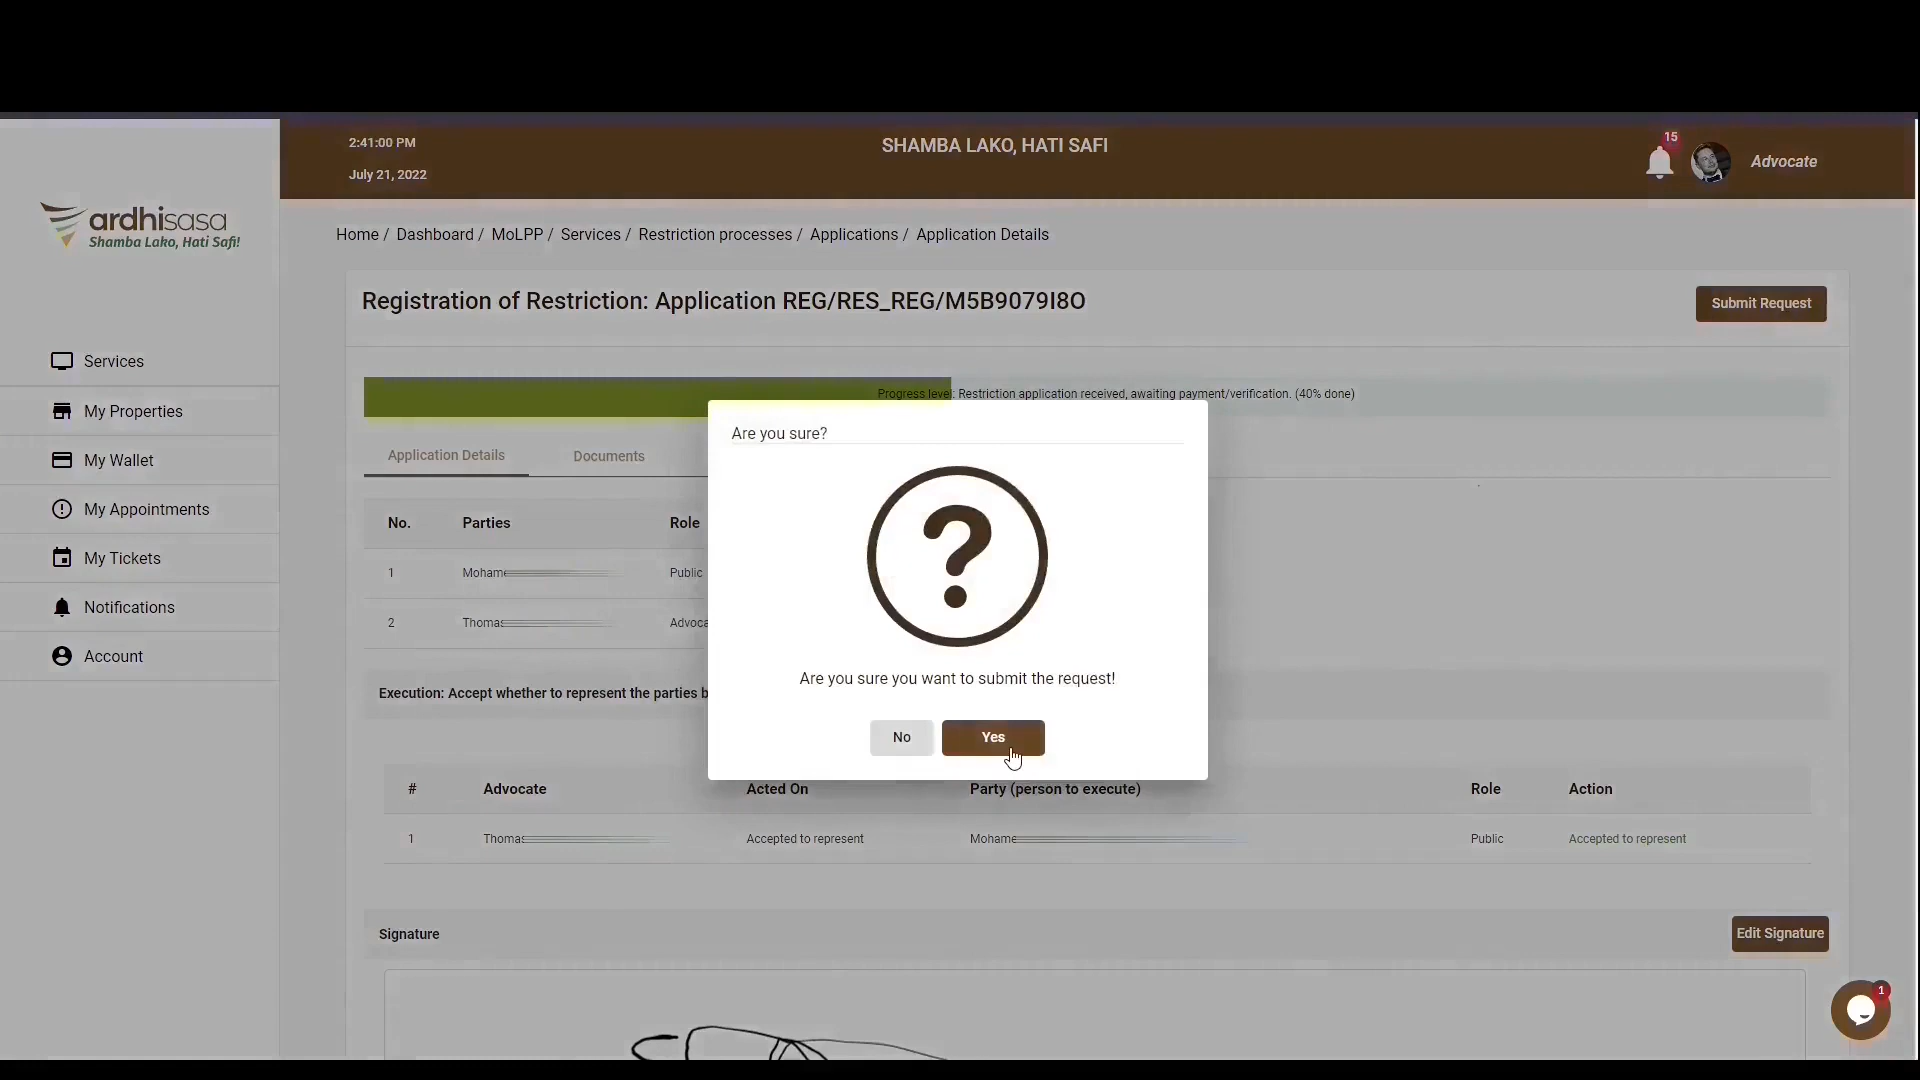 2:41:00 PM
SHAMBA LAKO, HATI SAFI
15
Advocate
July 21, 2022
ardhisasa
Shamba Lako, Hati Safi!
Home / Dashboard / MoLPP / Services / Restriction processes / Applications / Application Details
Registration of Restriction: Application REG/RES_REG/M5B9079I8O
Submit Request
Services
My Properties
My Wallet
My Appointments
My Tickets
Notifications
Account
Progress level: Restriction application received, awaiting payment/verification. (40% done)
Application Details
Documents
No. Parties Role
1 Mohame Public
2 Thomas Advoca
Execution: Accept whether to represent the parties b
Are you sure?
?
Are you sure you want to submit the request!
No
Yes
# Advocate Acted On Party (person to execute) Role Action
1 Thomas Accepted to represent Mohame Public Accepted to represent
Signature
Edit Signature
1